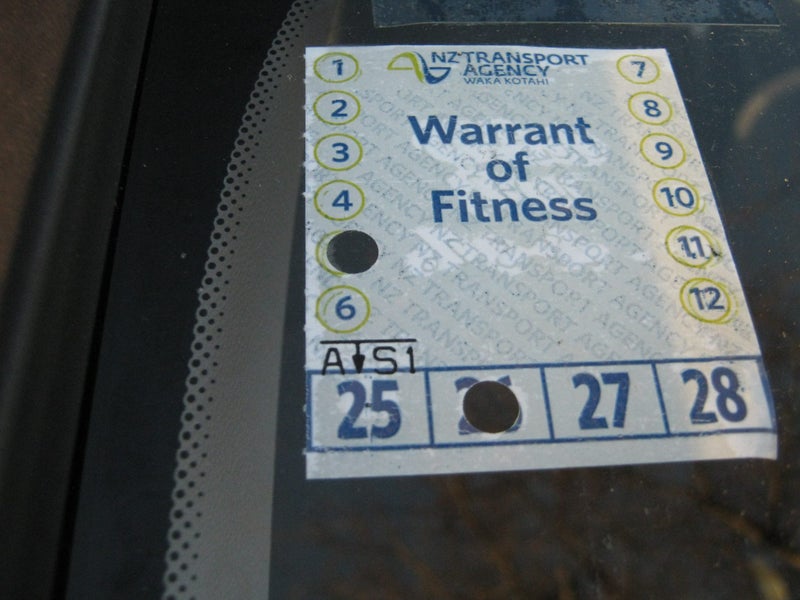 NZ TRANSPORT
AGENCY
WAKA KOTAHI
Warrant
of
Fitness
1
2
3
4
6
7
8
9
10
11
12
A↓S1
25
27
28